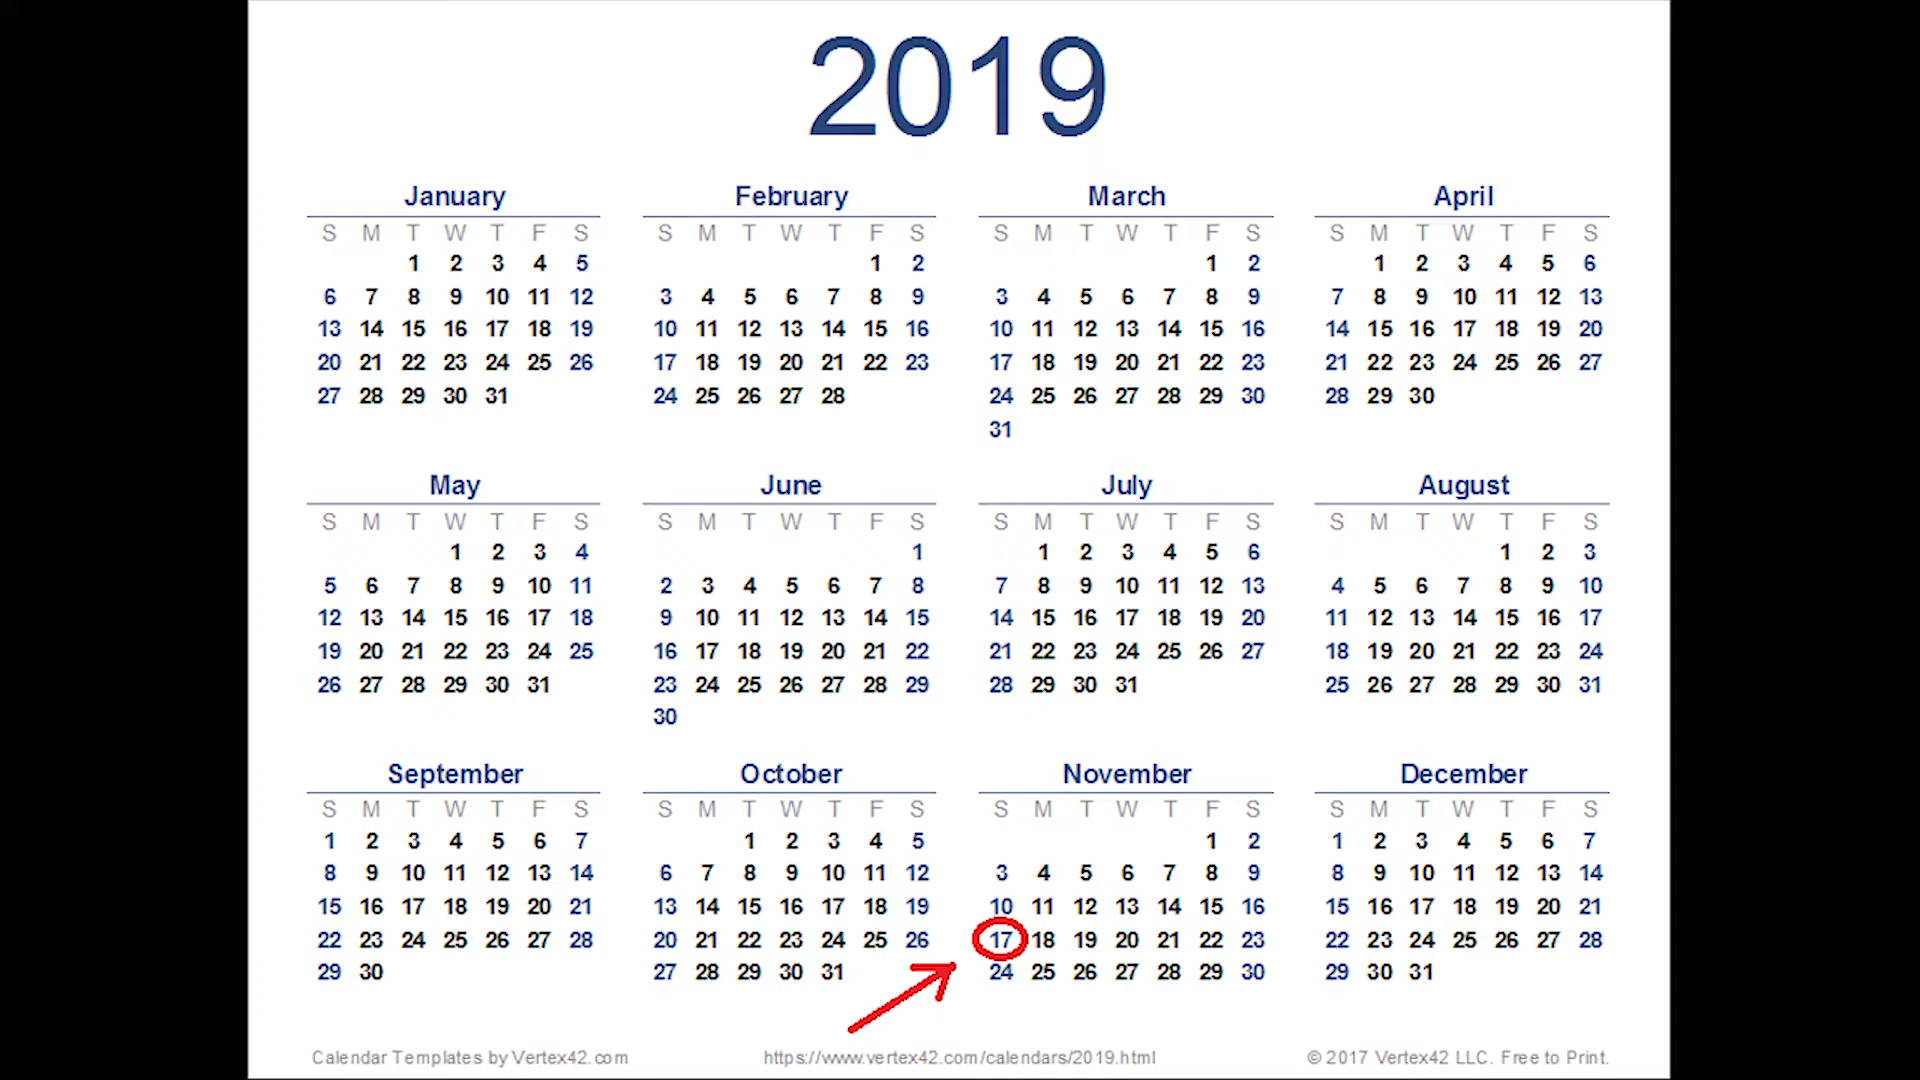 2019
January February March April
S M T W T F S S M T W T F S S M T W T F S S M T W T F S
1 2 3 4 5 1 2 1 2 1 2 3 4 5 6
6 7 8 9 10 11 12 3 4 5 6 7 8 9 3 4 5 6 7 8 9 7 8 9 10 11 12 13
13 14 15 16 17 18 19 10 11 12 13 14 15 16 10 11 12 13 14 15 16 14 15 16 17 18 19 20
20 21 22 23 24 25 26 17 18 19 20 21 22 23 17 18 19 20 21 22 23 21 22 23 24 25 26 27
27 28 29 30 31 24 25 26 27 28 24 25 26 27 28 29 30 28 29 30
31
May June July August
S M T W T F S S M T W T F S S M T W T F S S M T W T F S
1 2 3 4 1 1 2 3 4 5 6 1 2 3
5 6 7 8 9 10 11 2 3 4 5 6 7 8 7 8 9 10 11 12 13 4 5 6 7 8 9 10
12 13 14 15 16 17 18 9 10 11 12 13 14 15 14 15 16 17 18 19 20 11 12 13 14 15 16 17
19 20 21 22 23 24 25 16 17 18 19 20 21 22 21 22 23 24 25 26 27 18 19 20 21 22 23 24
26 27 28 29 30 31 23 24 25 26 27 28 29 28 29 30 31 25 26 27 28 29 30 31
30
September October November December
S M T W T F S S M T W T F S S M T W T F S S M T W T F S
1 2 3 4 5 6 7 1 2 3 4 5 1 2 1 2 3 4 5 6 7
8 9 10 11 12 13 14 6 7 8 9 10 11 12 3 4 5 6 7 8 9 8 9 10 11 12 13 14
15 16 17 18 19 20 21 13 14 15 16 17 18 19 10 11 12 13 14 15 16 15 16 17 18 19 20 21
22 23 24 25 26 27 28 20 21 22 23 24 25 26 17 18 19 20 21 22 23 22 23 24 25 26 27 28
29 30 27 28 29 30 31 24 25 26 27 28 29 30 29 30 31
Calendar Templates by Vertex42.com https://www.vertex42.com/calendars/2019.html © 2017 Vertex42 LLC. Free to Print.